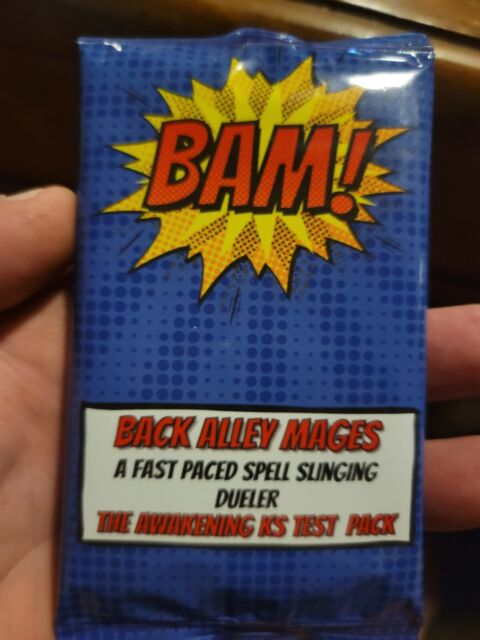 BAM!
BACK ALLEY MAGES
A FAST PACED SPELL SLINGING
DUELER
THE AWAKENING KS TEST PACK